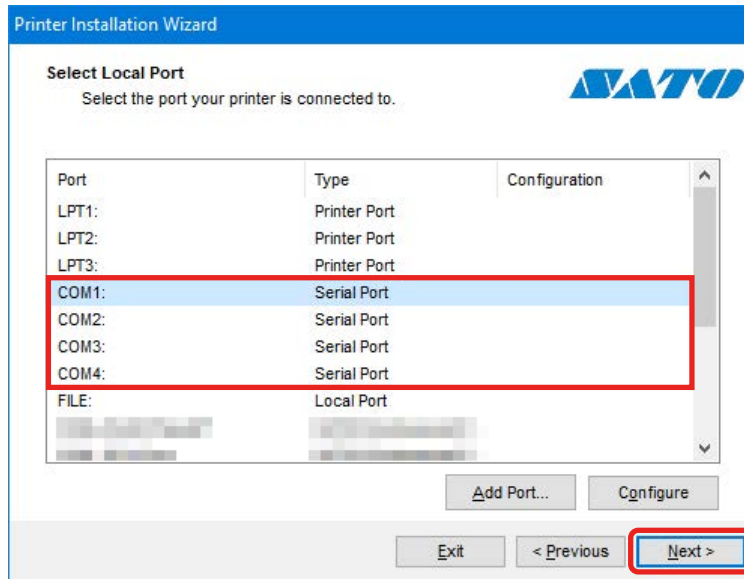 Printer Installation Wizard
Select Local Port
Select the port your printer is connected to.
SATO
Port Type Configuration
LPT1: Printer Port
LPT2: Printer Port
LPT3: Printer Port
COM1: Serial Port
COM2: Serial Port
COM3: Serial Port
COM4: Serial Port
FILE: Local Port
Add Port... Configure
Exit < Previous Next >